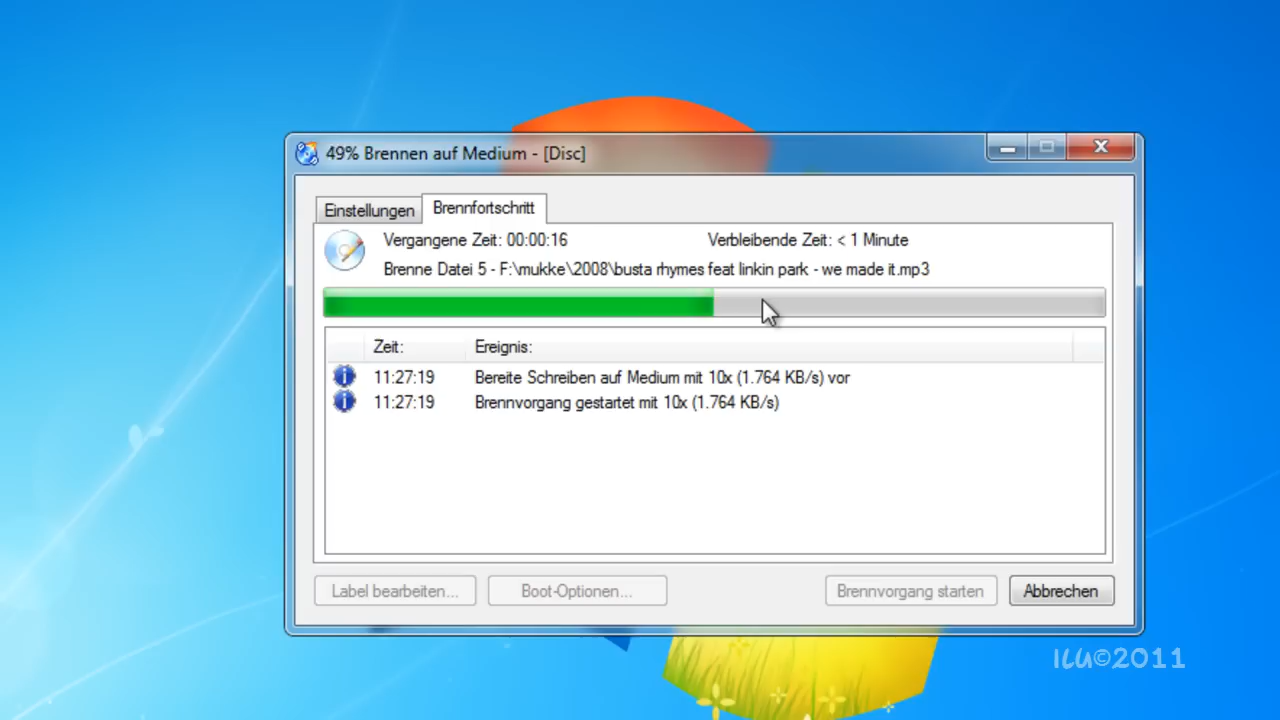 49% Brennen auf Medium - [Disc]
Einstellungen Brennfortschritt
Vergangene Zeit: 00:00:16 Verbleibende Zeit: < 1 Minute
Brenne Datei 5 - F:\mukke\2008\busta rhymes feat linkin park - we made it.mp3
Zeit: Ereignis:
11:27:19 Bereite Schreiben auf Medium mit 10x (1.764 KB/s) vor
11:27:19 Brennvorgang gestartet mit 10x (1.764 KB/s)
Label bearbeiten... Boot-Optionen... Brennvorgang starten Abbrechen
ILU©2011